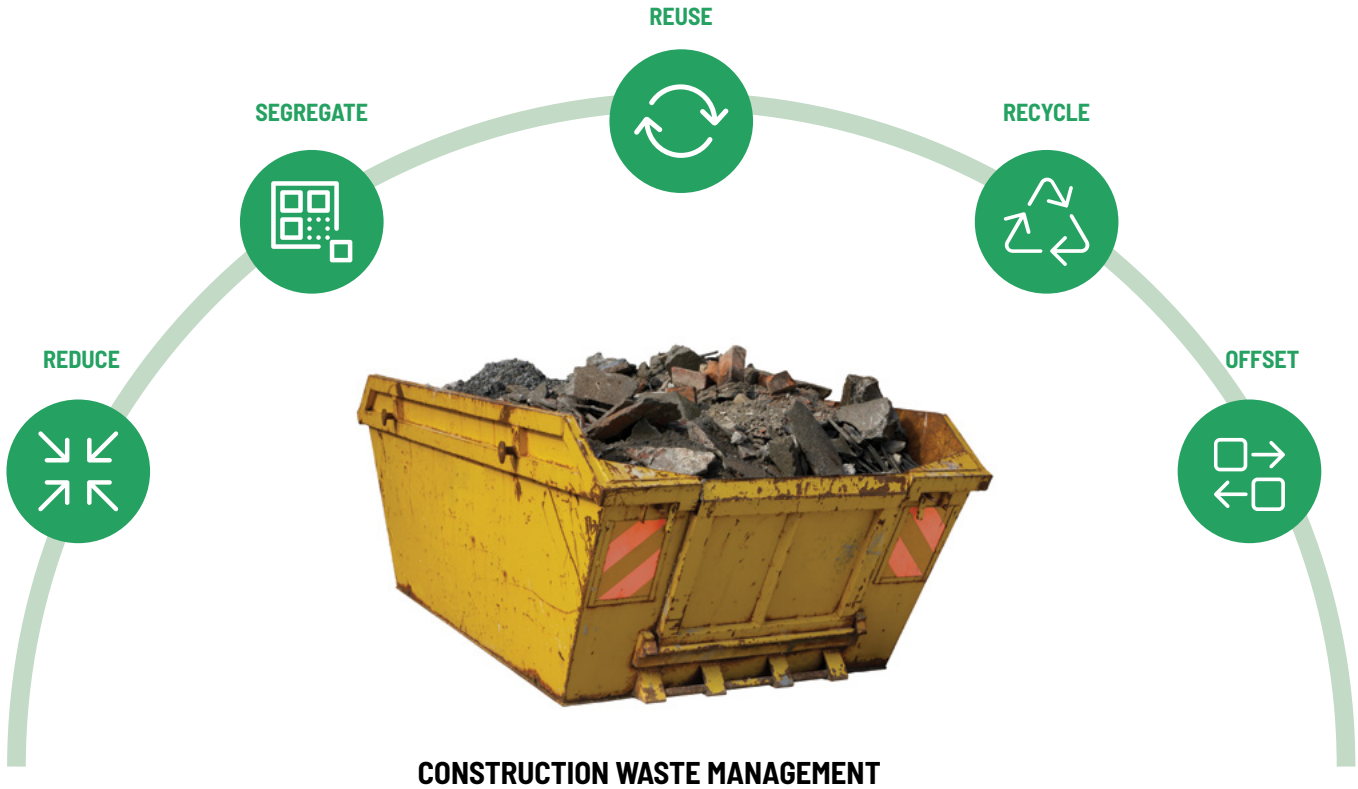 REUSE
SEGREGATE
RECYCLE
REDUCE
OFFSET
CONSTRUCTION WASTE MANAGEMENT